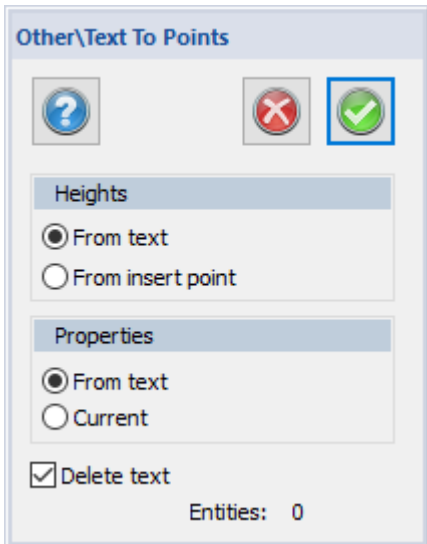 Other\Text To Points
?
Heights
From text
From insert point
Properties
From text
Current
Delete text
Entities: 0